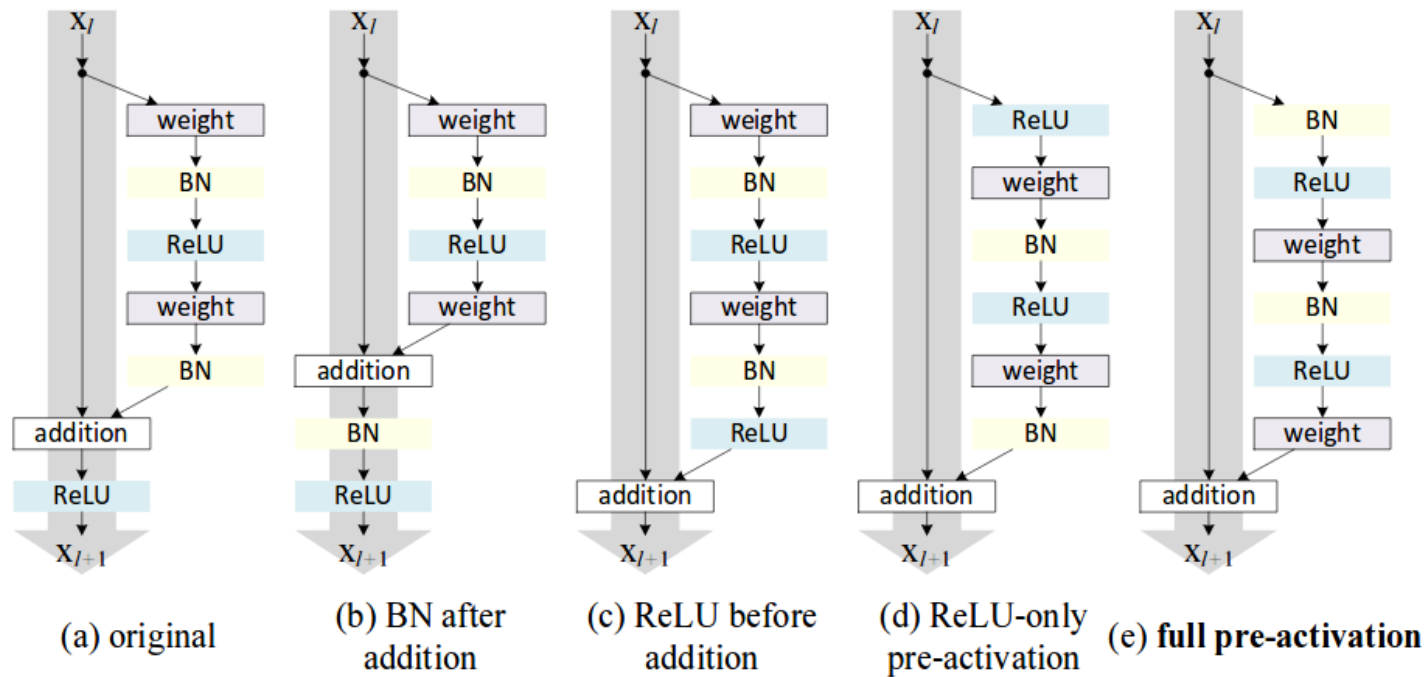 x_l
weight
BN
ReLU
weight
BN
addition
ReLU
x_{l+1}
(a) original
x_l
weight
BN
ReLU
weight
addition
BN
ReLU
x_{l+1}
(b) BN after
addition
x_l
weight
BN
ReLU
weight
BN
ReLU
addition
x_{l+1}
(c) ReLU before
addition
x_l
ReLU
weight
BN
ReLU
weight
BN
addition
x_{l+1}
(d) ReLU-only
pre-activation
x_l
BN
ReLU
weight
BN
ReLU
weight
addition
x_{l+1}
(e) full pre-activation